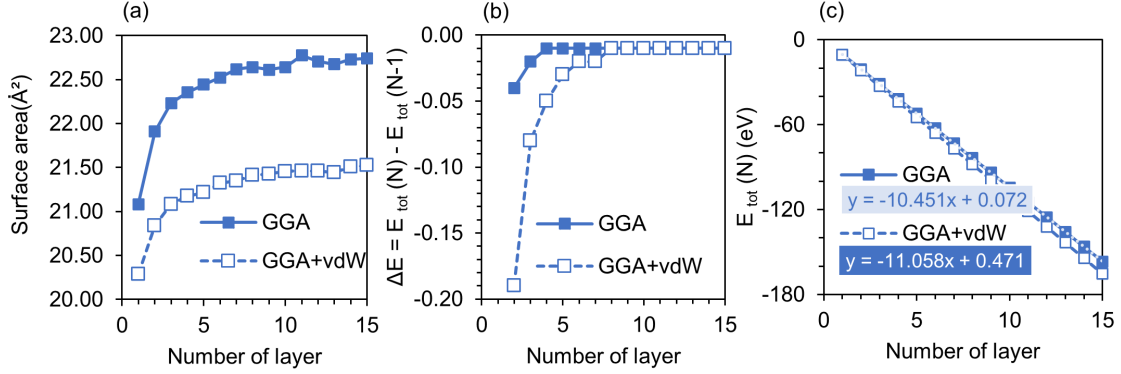 (a)
23.00
22.50
22.00
21.50
21.00
20.50
20.00
Surface area(Å²)
GGA
GGA+vdW
0
5
10
15
Number of layer
(b)
0.00
-0.05
-0.10
-0.15
-0.20
ΔE = E tot (N) - E tot (N-1)
GGA
GGA+vdW
0
5
10
15
Number of layer
(c)
0
-60
-120
-180
E tot (N) (eV)
GGA
y = -10.451x + 0.072
GGA+vdW
y = -11.058x + 0.471
0
5
10
15
Number of layer